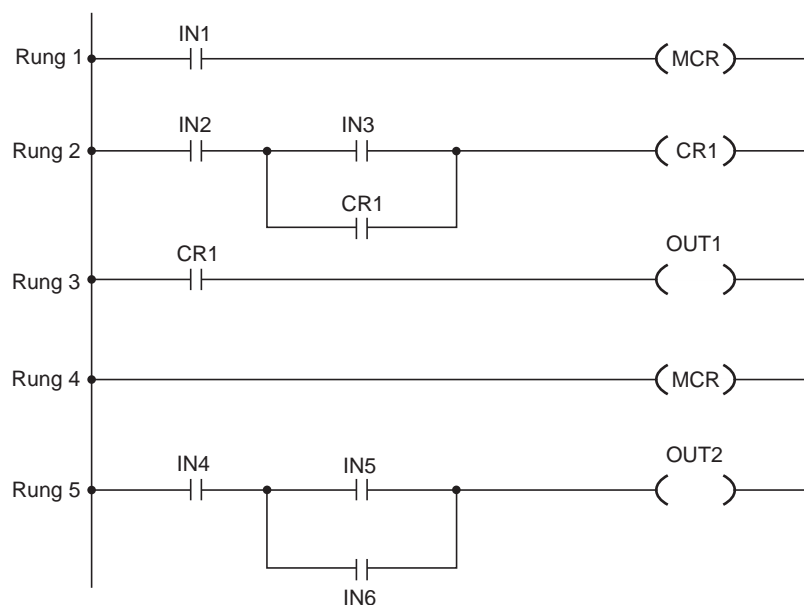 IN1
Rung 1
MCR
IN2
IN3
Rung 2
CR1
CR1
CR1
OUT1
Rung 3
Rung 4
MCR
IN4
IN5
OUT2
Rung 5
IN6